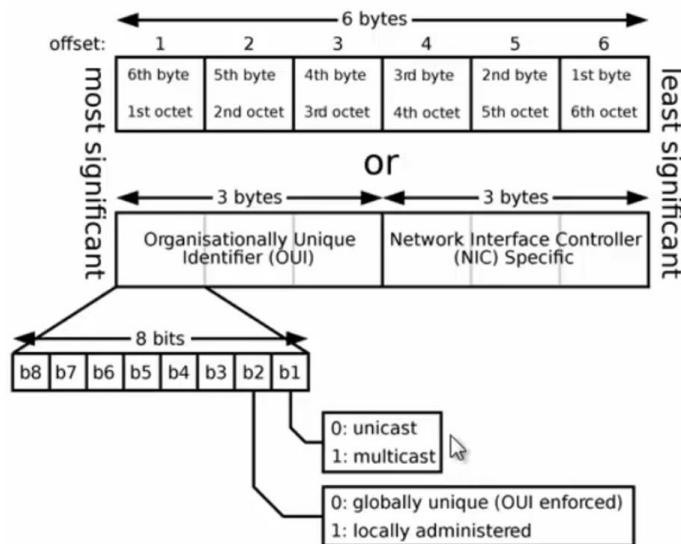 6 bytes
offset: 1 2 3 4 5 6
6th byte 5th byte 4th byte 3rd byte 2nd byte 1st byte
1st octet 2nd octet 3rd octet 4th octet 5th octet 6th octet
most significant
least significant
or
3 bytes 3 bytes
Organisationally Unique
Identifier (OUI)
Network Interface Controller
(NIC) Specific
8 bits
b8 b7 b6 b5 b4 b3 b2 b1
0: unicast
1: multicast
0: globally unique (OUI enforced)
1: locally administered